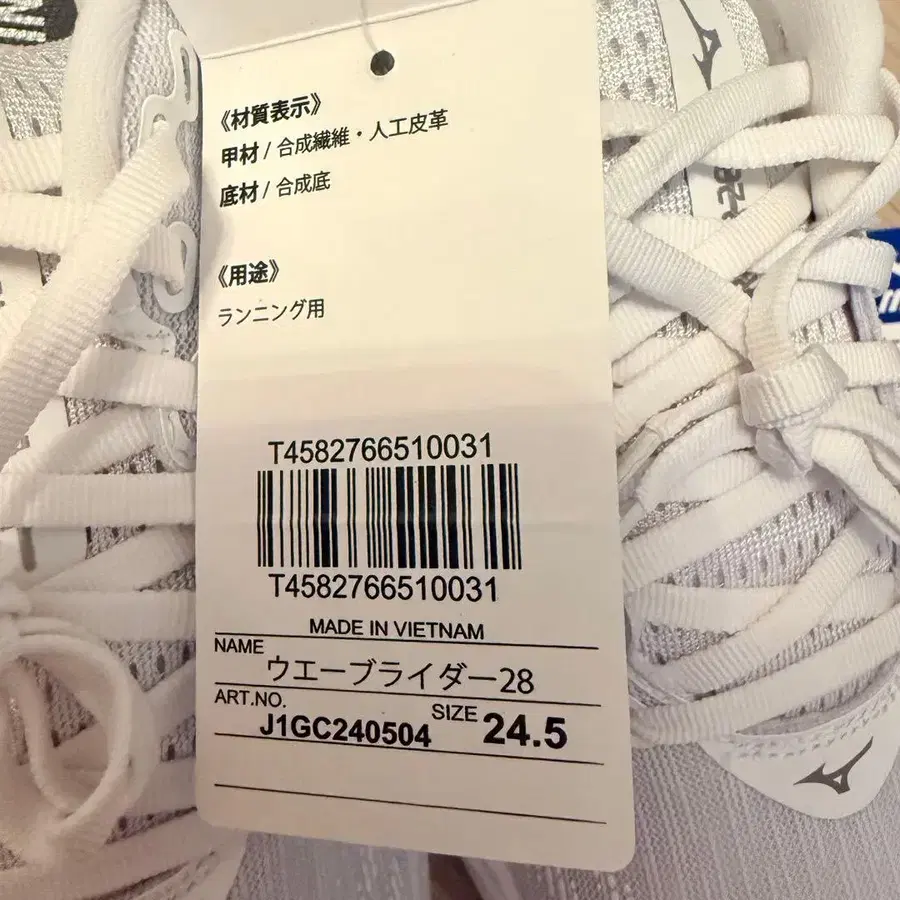 《材質表示》
甲材 / 合成繊維・人工皮革
底材 / 合成底
《用途》
ランニング用
T4582766510031
T4582766510031
MADE IN VIETNAM
NAME
ウエーブライダー28
ART.NO.
J1GC240504
SIZE 24.5